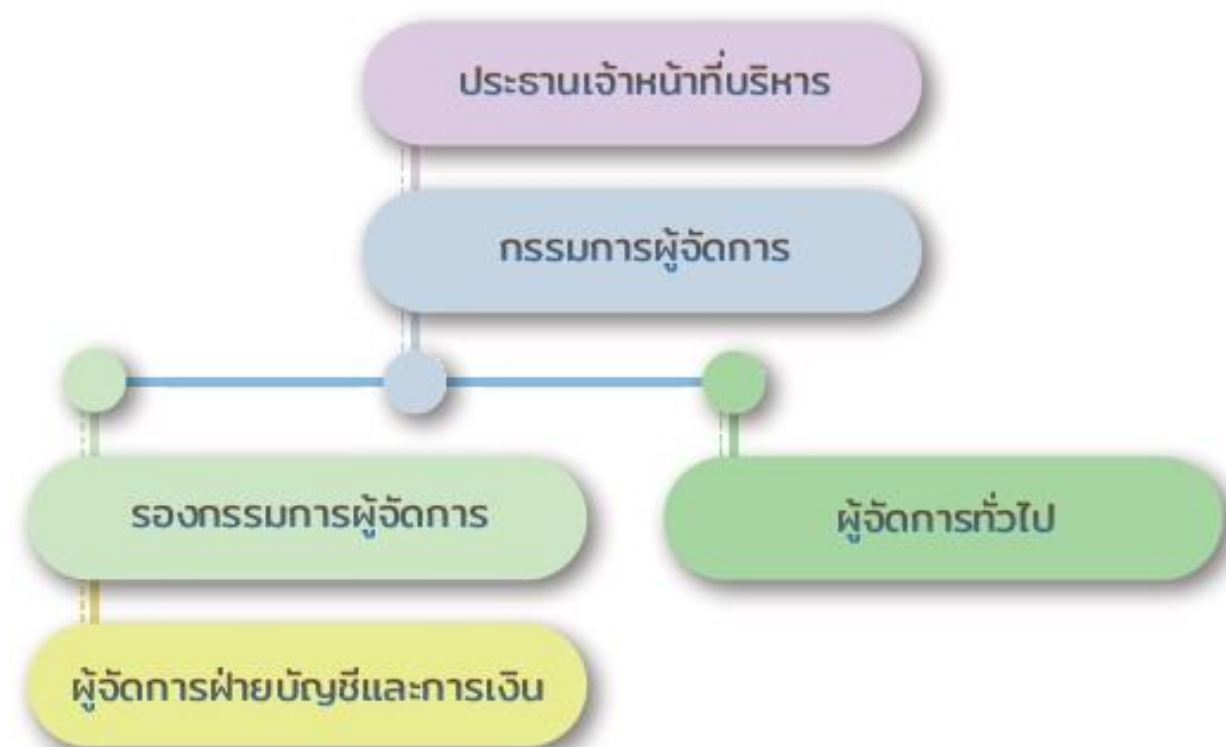 ประธานเจ้าหน้าที่บริหาร
กรรมการผู้จัดการ
รองกรรมการผู้จัดการ
ผู้จัดการทั่วไป
ผู้จัดการฝ่ายบัญชีและการเงิน